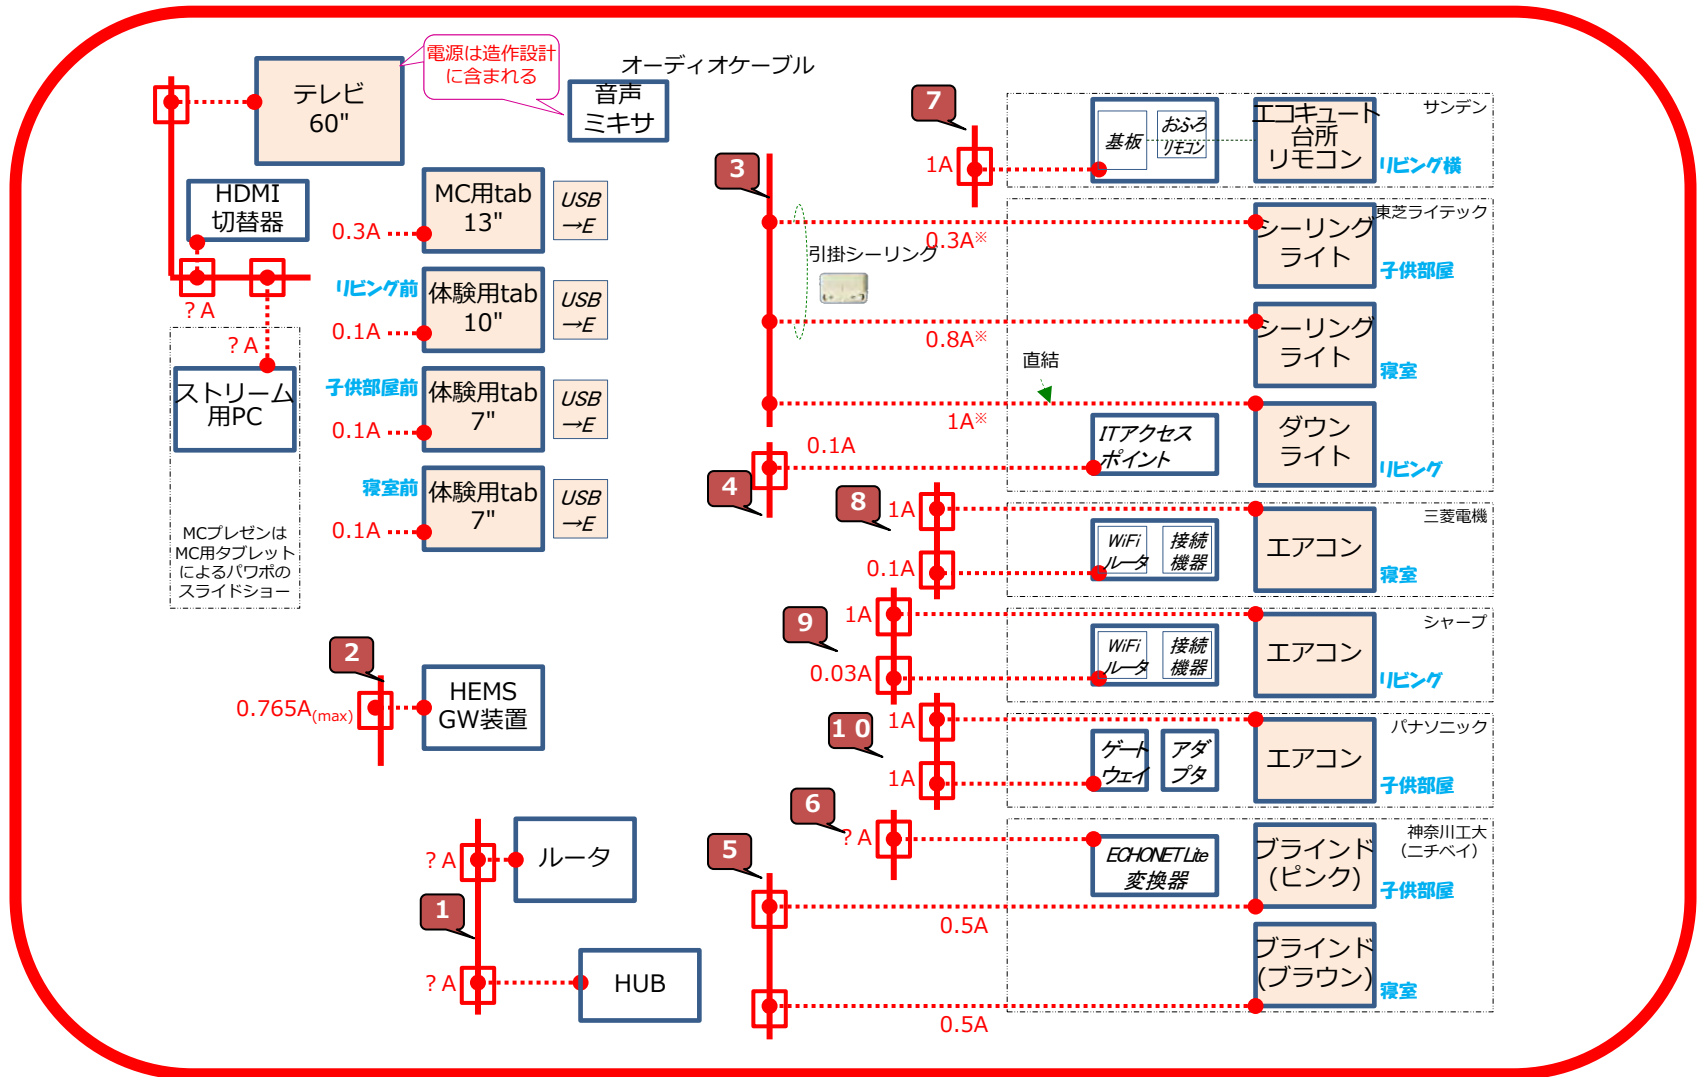 電源は造作設計
に含まれる
オーディオケーブル
テレビ
60"
音声
ミキサ
HDMI
切替器
? A
? A
ストリーム
用PC
MCプレゼンは
MC用タブレット
によるパワポの
スライドショー
MC用tab
13"
USB
→E
0.3A
リビング前
体験用tab
10"
USB
→E
0.1A
子供部屋前
体験用tab
7"
USB
→E
0.1A
寝室前
体験用tab
7"
USB
→E
0.1A
2
0.765A(max)
HEMS
GW装置
? A
ルータ
1
? A
HUB
7
1A
基板
おふろ
リモコン
エコキュート
台所
リモコン
サンデン
リビング横
3
引掛シーリング
0.3A※
シーリング
ライト
東芝ライテック
子供部屋
0.8A※
シーリング
ライト
寝室
直結
1A※
ダウン
ライト
リビング
4
0.1A
ITアクセス
ポイント
8
1A
0.1A
WiFi
ルータ
接続
機器
エアコン
三菱電機
寝室
9
1A
0.03A
WiFi
ルータ
接続
機器
エアコン
シャープ
リビング
1 0
1A
1A
ゲート
ウェイ
アダ
プタ
エアコン
パナソニック
子供部屋
6
? A
ECHONET Lite
変換器
ブラインド
(ピンク)
神奈川工大
(ニチベイ)
子供部屋
5
0.5A
ブラインド
(ブラウン)
寝室
0.5A